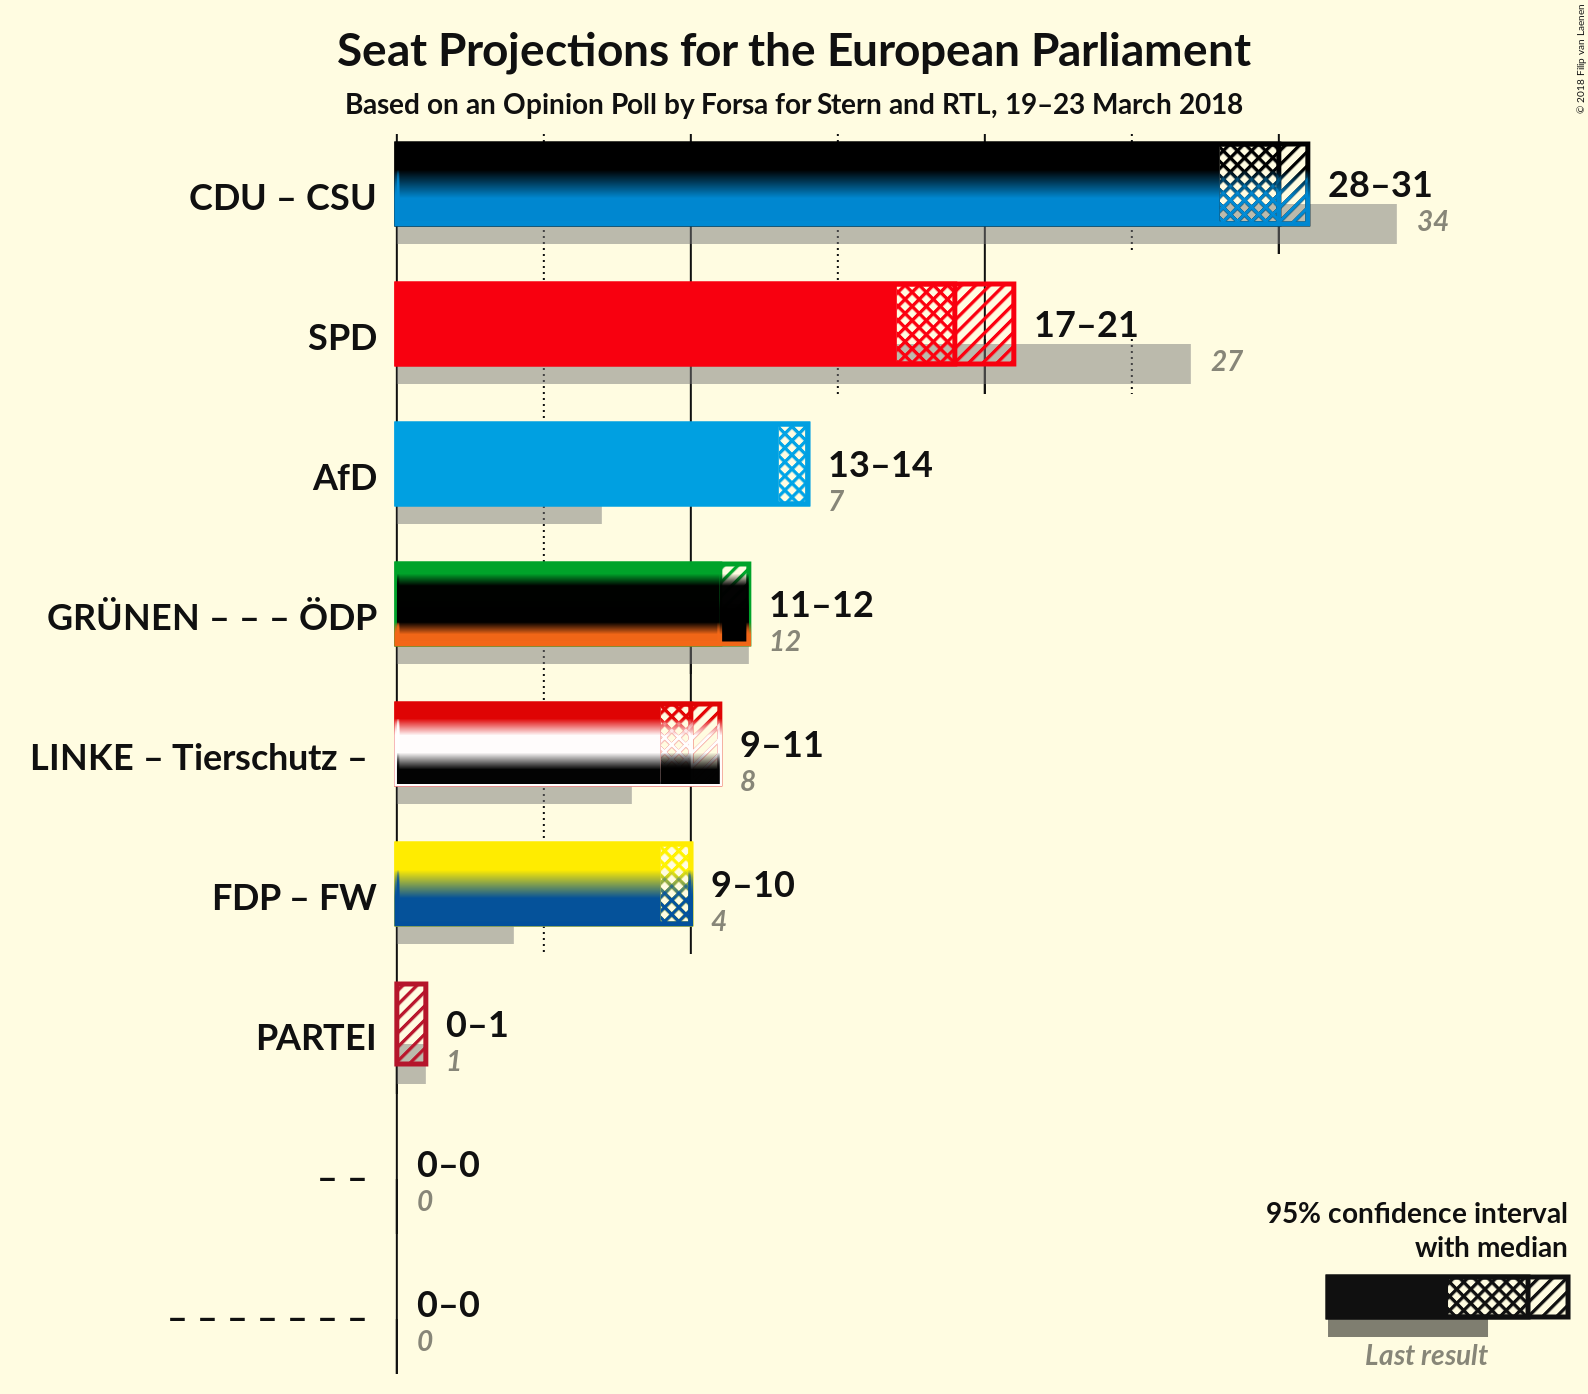 Seat Projections for the European Parliament
Based on an Opinion Poll by Forsa for Stern and RTL, 19–23 March 2018
© 2018 Filip van Laenen
CDU – CSU
28–31
34
SPD
17–21
27
AfD
13–14
7
GRÜNEN – – – ÖDP
11–12
12
LINKE – Tierschutz –
9–11
8
FDP – FW
9–10
4
PARTEI
0–1
1
– –
0–0
0
– – – – – – –
0–0
0
95% confidence interval
with median
Last result